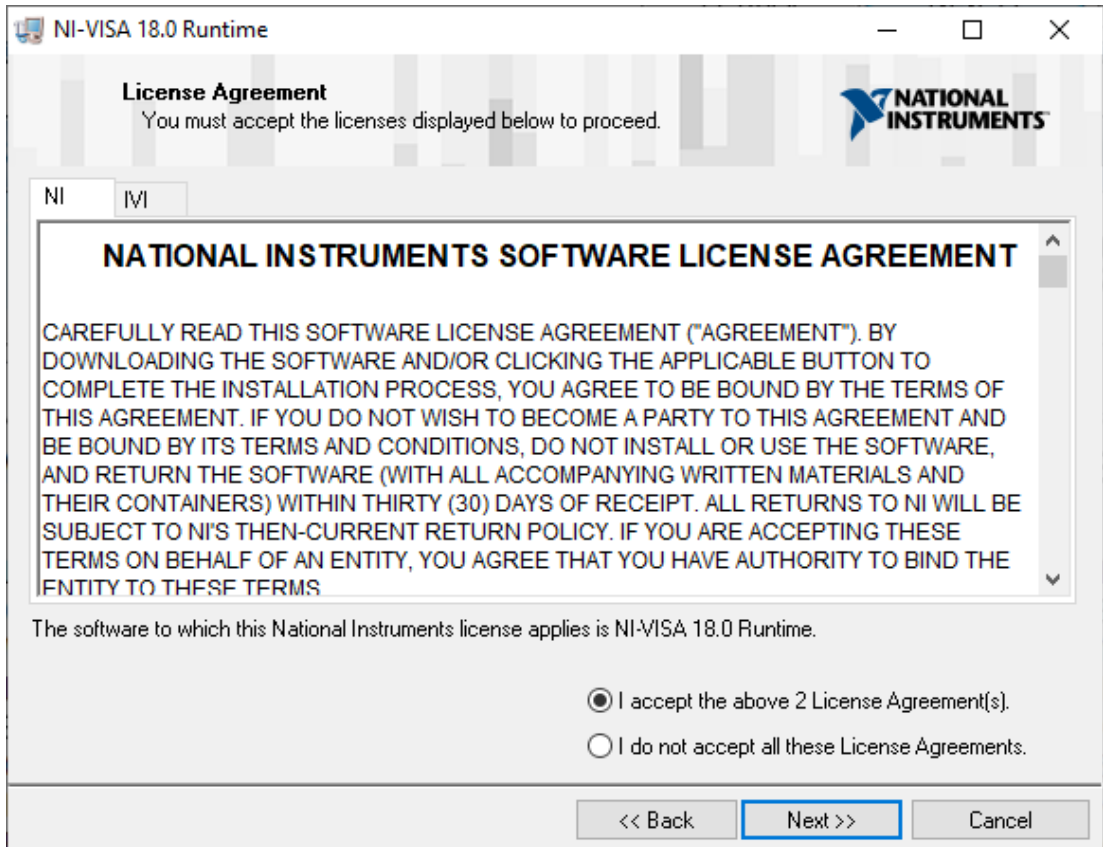 NI-VISA 18.0 Runtime
License Agreement
You must accept the licenses displayed below to proceed.
NATIONAL
INSTRUMENTS™
NI
IVI
NATIONAL INSTRUMENTS SOFTWARE LICENSE AGREEMENT
CAREFULLY READ THIS SOFTWARE LICENSE AGREEMENT ("AGREEMENT"). BY
DOWNLOADING THE SOFTWARE AND/OR CLICKING THE APPLICABLE BUTTON TO
COMPLETE THE INSTALLATION PROCESS, YOU AGREE TO BE BOUND BY THE TERMS OF
THIS AGREEMENT. IF YOU DO NOT WISH TO BECOME A PARTY TO THIS AGREEMENT AND
BE BOUND BY ITS TERMS AND CONDITIONS, DO NOT INSTALL OR USE THE SOFTWARE,
AND RETURN THE SOFTWARE (WITH ALL ACCOMPANYING WRITTEN MATERIALS AND
THEIR CONTAINERS) WITHIN THIRTY (30) DAYS OF RECEIPT. ALL RETURNS TO NI WILL BE
SUBJECT TO NI'S THEN-CURRENT RETURN POLICY. IF YOU ARE ACCEPTING THESE
TERMS ON BEHALF OF AN ENTITY, YOU AGREE THAT YOU HAVE AUTHORITY TO BIND THE
ENTITY TO THESE TERMS
The software to which this National Instruments license applies is NI-VISA 18.0 Runtime.
I accept the above 2 License Agreement(s).
I do not accept all these License Agreements.
<< Back
Next >>
Cancel